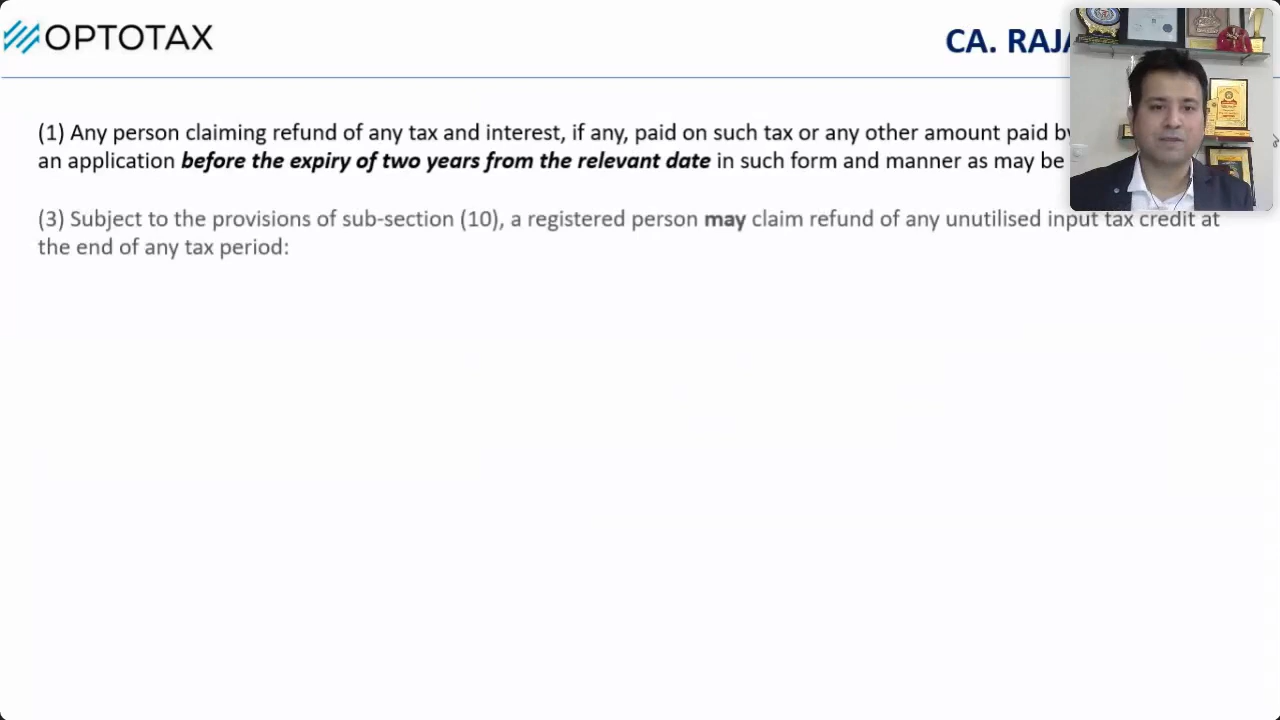 OPTOTAX
CA. RAJA
(1) Any person claiming refund of any tax and interest, if any, paid on such tax or any other amount paid by
an application before the expiry of two years from the relevant date in such form and manner as may be
(3) Subject to the provisions of sub-section (10), a registered person may claim refund of any unutilised input tax credit at
the end of any tax period: